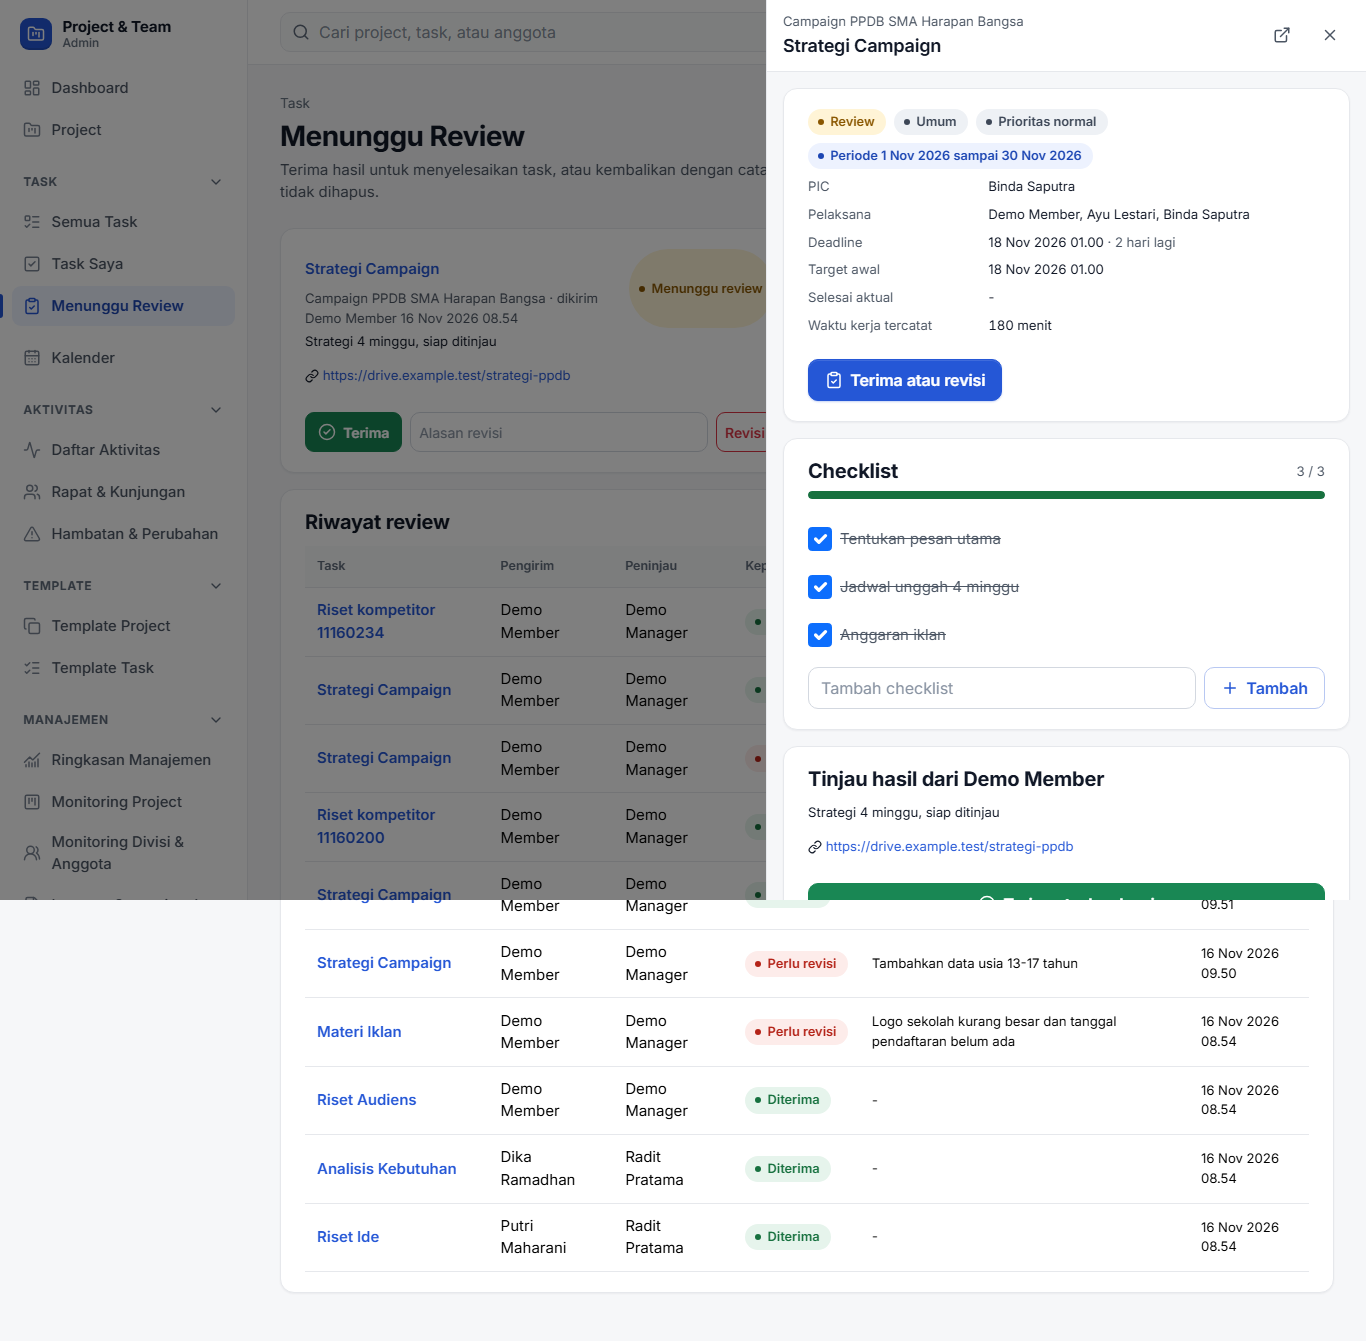 Project & Team
Admin
Dashboard
Project
TASK
Semua Task
Task Saya
Menunggu Review
Kalender
AKTIVITAS
Daftar Aktivitas
Rapat & Kunjungan
Hambatan & Perubahan
TEMPLATE
Template Project
Template Task
MANAJEMEN
Ringkasan Manajemen
Monitoring Project
Monitoring Divisi &
Anggota
Cari project, task, atau anggota
Task
Menunggu Review
Terima hasil untuk menyelesaikan task, atau kembalikan dengan cata
tidak dihapus.
Strategi Campaign
Campaign PPDB SMA Harapan Bangsa · dikirim
Demo Member 16 Nov 2026 08.54
Strategi 4 minggu, siap ditinjau
https://drive.example.test/strategi-ppdb
Menunggu review
Terima
Alasan revisi
Revisi
Riwayat review
Task Pengirim Peninjau Kep
Riset kompetitor
11160234
Demo
Member
Demo
Manager
Strategi Campaign
Demo
Member
Demo
Manager
Strategi Campaign
Demo
Member
Demo
Manager
Riset kompetitor
11160200
Demo
Member
Demo
Manager
Strategi Campaign
Demo
Member
Demo
Manager
09.51
Strategi Campaign
Demo
Member
Demo
Manager
Perlu revisi
Tambahkan data usia 13-17 tahun
16 Nov 2026
09.50
Materi Iklan
Demo
Member
Demo
Manager
Perlu revisi
Logo sekolah kurang besar dan tanggal
pendaftaran belum ada
16 Nov 2026
08.54
Riset Audiens
Demo
Member
Demo
Manager
Diterima
-
16 Nov 2026
08.54
Analisis Kebutuhan
Dika
Ramadhan
Radit
Pratama
Diterima
-
16 Nov 2026
08.54
Riset Ide
Putri
Maharani
Radit
Pratama
Diterima
-
16 Nov 2026
08.54
Campaign PPDB SMA Harapan Bangsa
Strategi Campaign
Review
Umum
Prioritas normal
Periode 1 Nov 2026 sampai 30 Nov 2026
PIC Binda Saputra
Pelaksana Demo Member, Ayu Lestari, Binda Saputra
Deadline 18 Nov 2026 01.00 · 2 hari lagi
Target awal 18 Nov 2026 01.00
Selesai aktual -
Waktu kerja tercatat 180 menit
Terima atau revisi
Checklist 3 / 3
Tentukan pesan utama
Jadwal unggah 4 minggu
Anggaran iklan
Tambah checklist
Tambah
Tinjau hasil dari Demo Member
Strategi 4 minggu, siap ditinjau
https://drive.example.test/strategi-ppdb